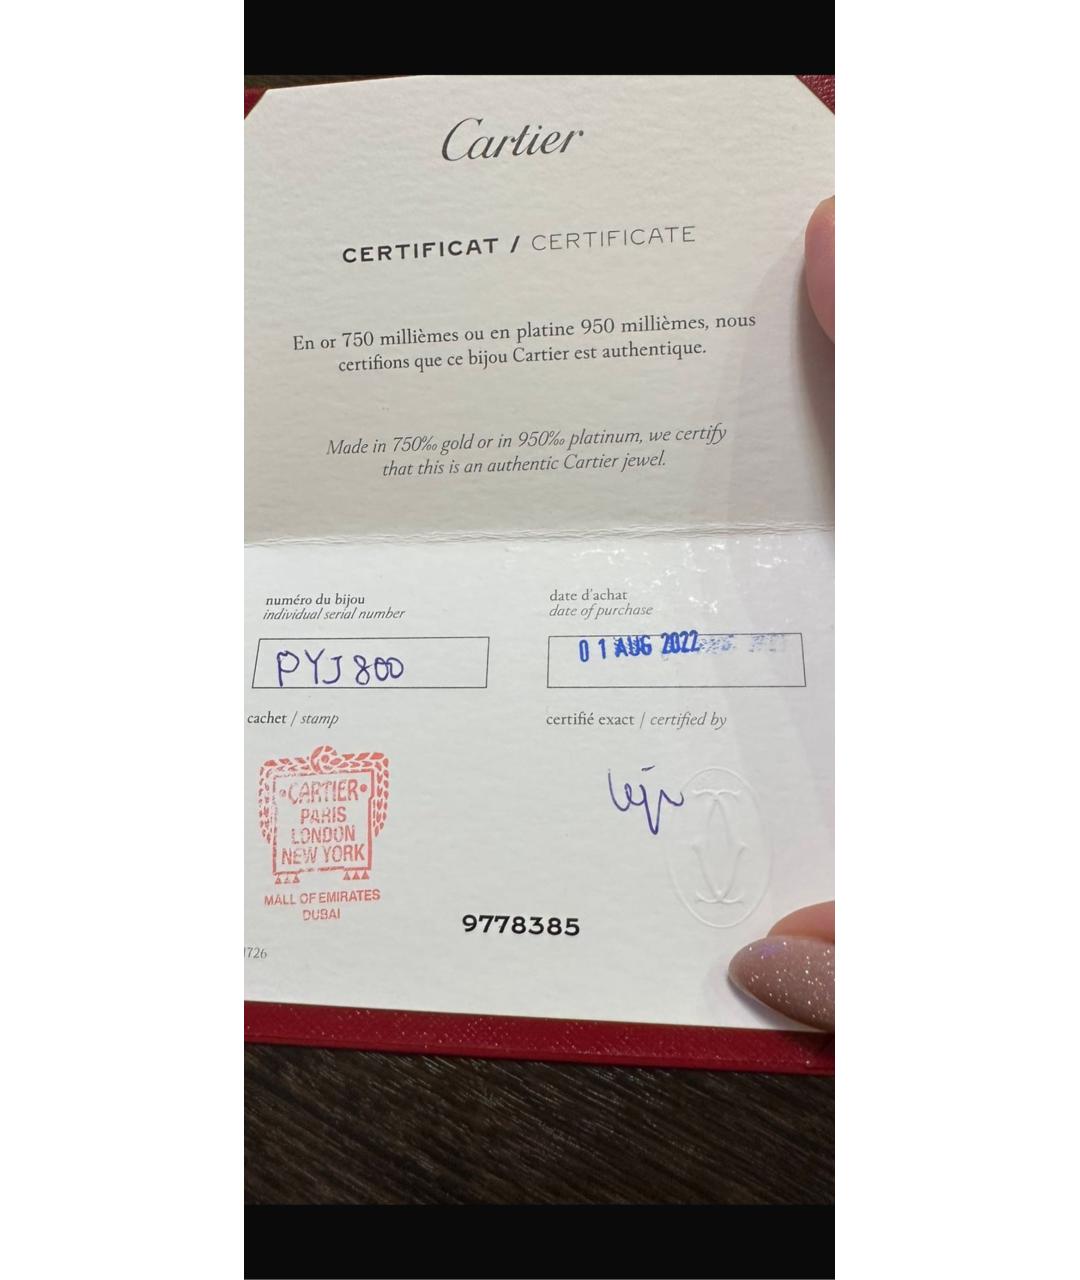 Cartier
CERTIFICAT / CERTIFICATE
En or 750 millièmes ou en platine 950 millièmes, nous
certifions que ce bijou Cartier est authentique.
Made in 750‰ gold or in 950‰ platinum, we certify
that this is an authentic Cartier jewel.
numéro du bijou
individual serial number
PYJ800
date d'achat
date of purchase
01 AUG 2022
cachet / stamp
CARTIER
PARIS
LONDON
NEW YORK
MALL OF EMIRATES
DUBAI
certifié exact / certified by
9778385